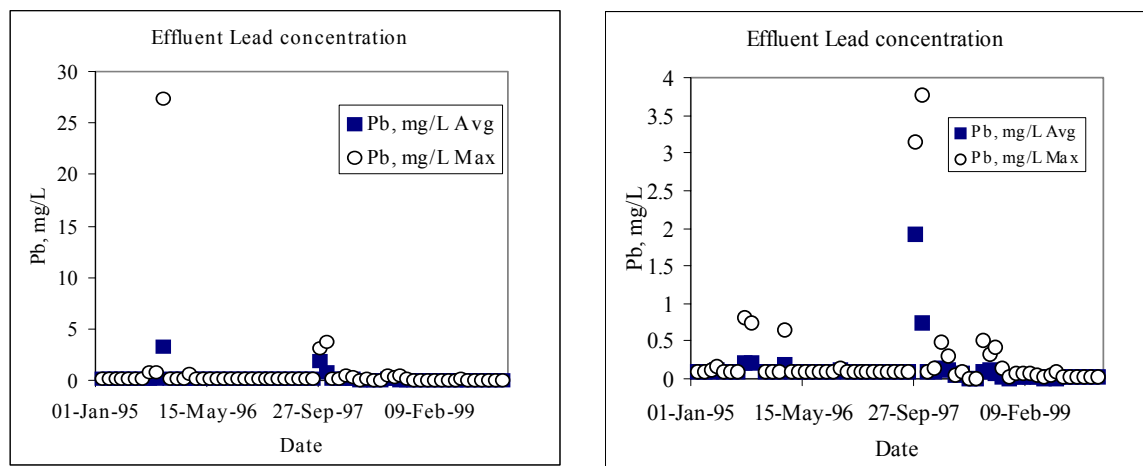 Effluent Lead concentration
30
25
20
15
10
5
0
Pb, mg/L
Pb, mg/L Avg
Pb, mg/L Max
01-Jan-95 15-May-96 27-Sep-97 09-Feb-99
Date
Effluent Lead concentration
4
3.5
3
2.5
2
1.5
1
0.5
0
Pb, mg/L
Pb, mg/L Avg
Pb, mg/L Max
01-Jan-95 15-May-96 27-Sep-97 09-Feb-99
Date